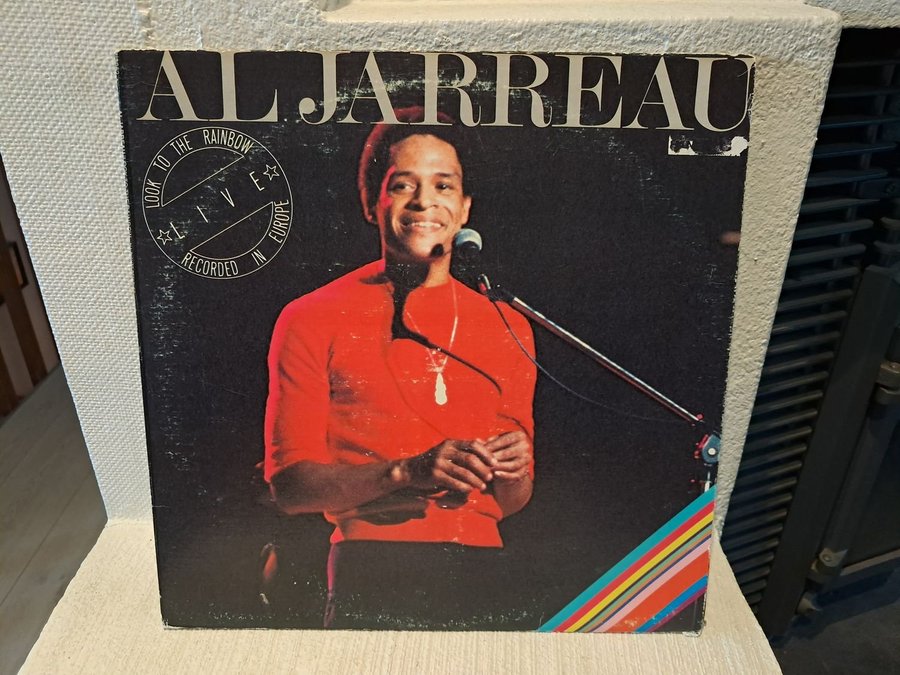 AL JARREAU
LOOK TO THE RAINBOW
☆LIVE☆
RECORDED IN EUROPE